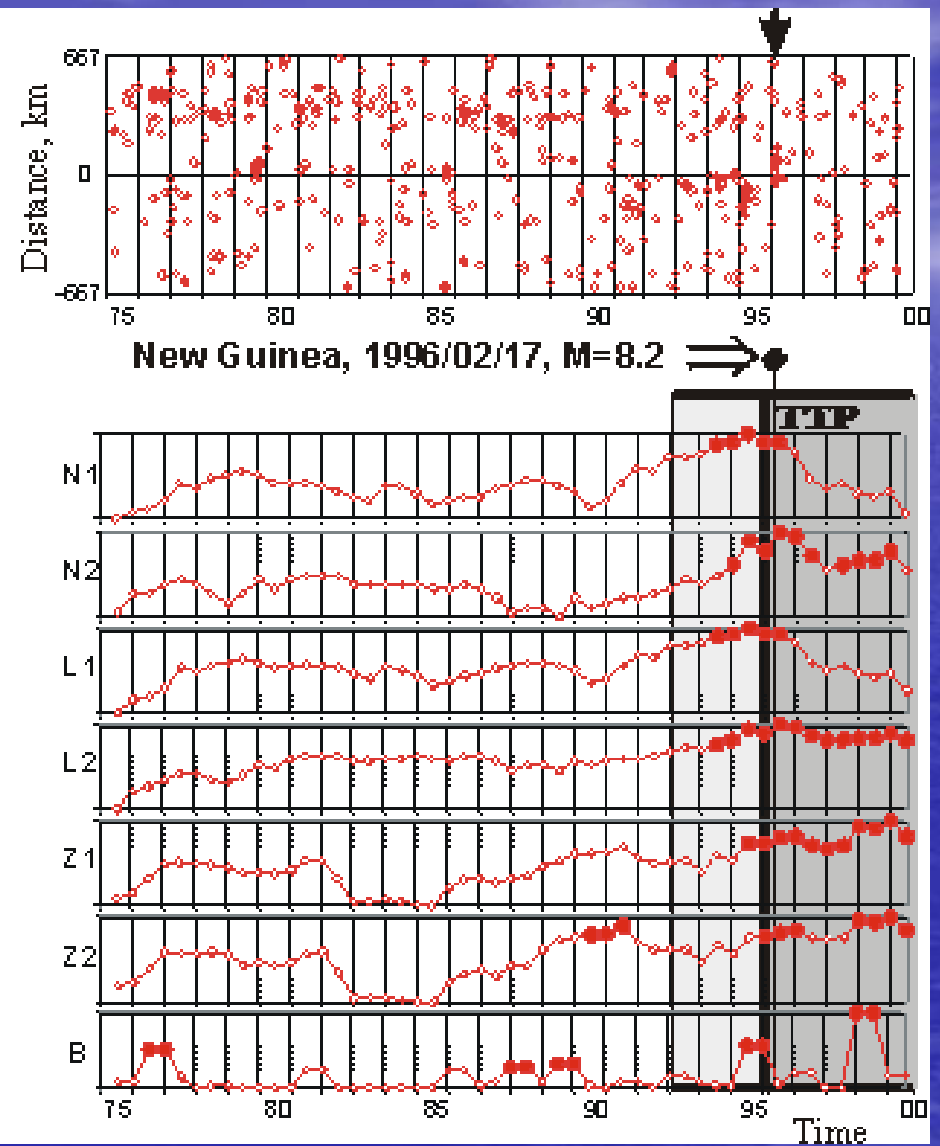 Distance, km
667
0
-667
75 80 85 90 95 00
New Guinea, 1996/02/17, M=8.2
TTP
N1
N2
L1
L2
Z1
Z2
B
75 80 85 90 95 00
Time